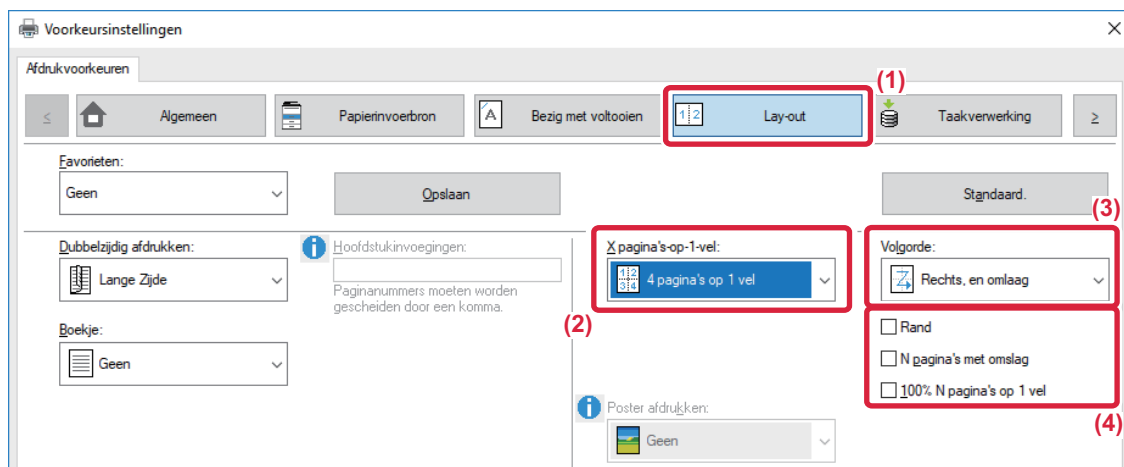 Voorkeursinstellingen
Afdrukvoorkeuren
(1)
<
Algemeen
Papierinvoerbron
Bezig met voltooien
Lay-out
Taakverwerking
>
Favorieten:
Geen
Opslaan
Standaard.
(3)
Dubbelzijdig afdrukken:
Lange Zijde
Hoofdstukinvoegingen:
Paginanummers moeten worden
gescheiden door een komma.
X pagina's-op-1-vel:
4 pagina's op 1 vel
(2)
Volgorde:
Rechts, en omlaag
Boekje:
Geen
Rand
N pagina's met omslag
100% N pagina's op 1 vel
(4)
Poster afdrukken:
Geen